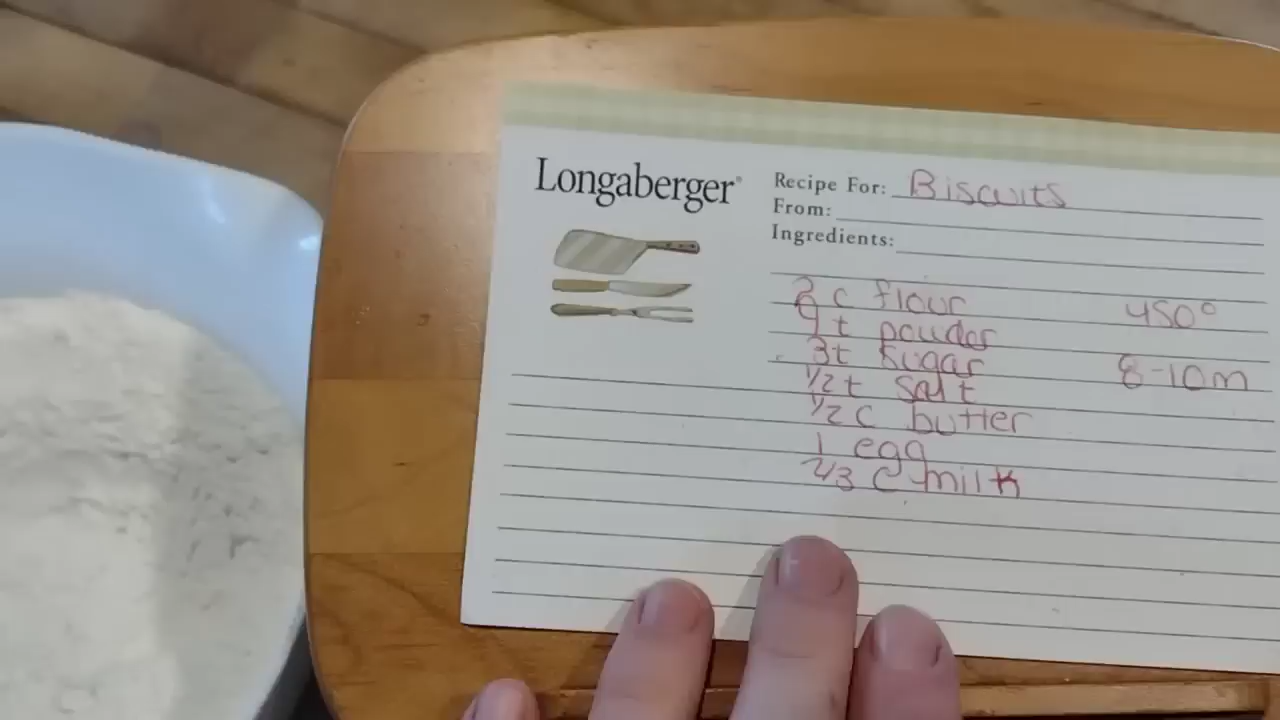 Longaberger®
Recipe For: Biscuits
From:
Ingredients:
2 c flour 450°
4 t powder
3t sugar 8-10m
1/2 t salt
1/2 c butter
1 egg
2/3 c milk